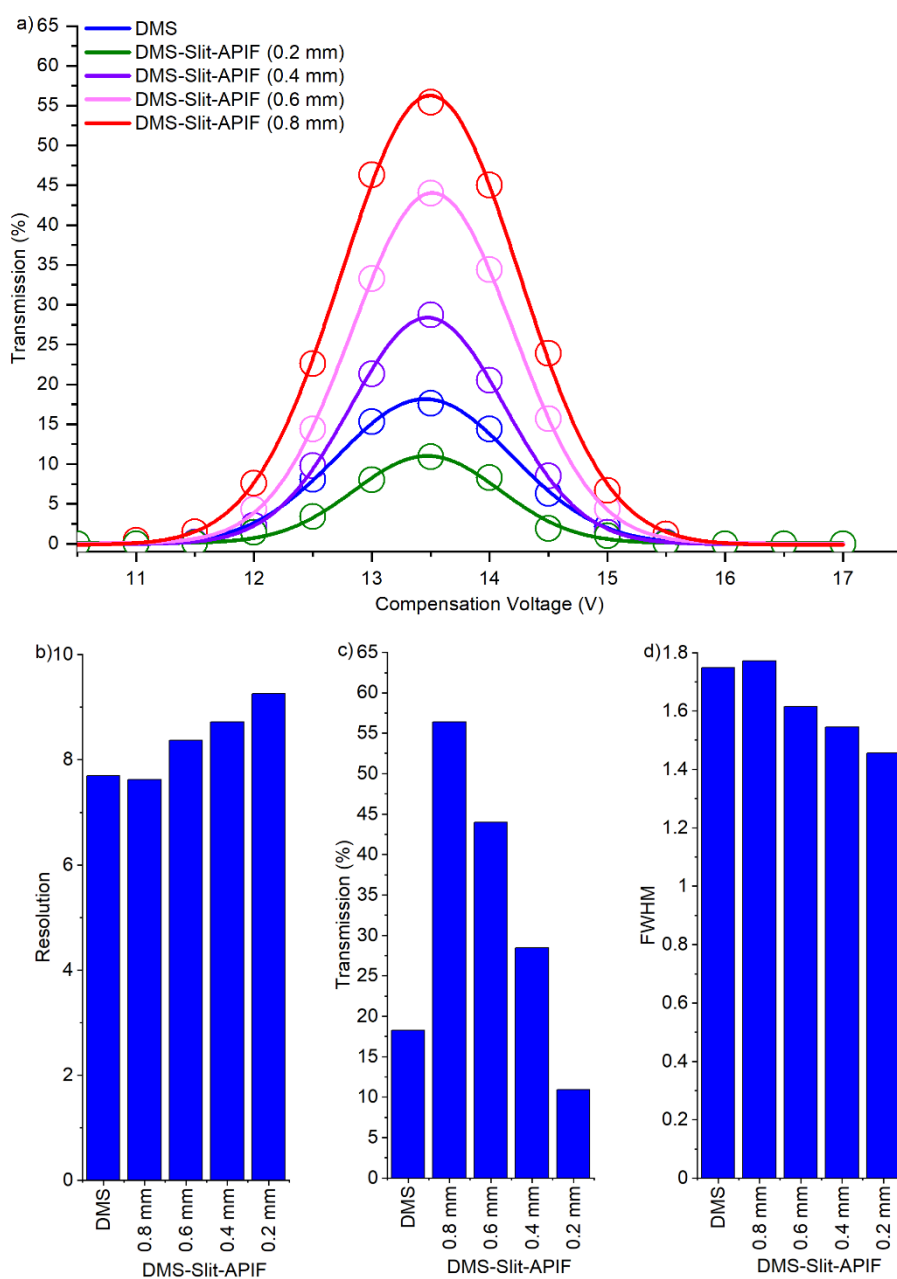 a)
65
60
55
50
45
40
35
30
25
20
15
10
5
0
Transmission (%)
DMS
DMS-Slit-APIF (0.2 mm)
DMS-Slit-APIF (0.4 mm)
DMS-Slit-APIF (0.6 mm)
DMS-Slit-APIF (0.8 mm)
11 12 13 14 15 16 17
Compensation Voltage (V)
b)
10
8
6
4
2
0
Resolution
DMS
0.8 mm
0.6 mm
0.4 mm
0.2 mm
DMS-Slit-APIF
c)
65
60
55
50
45
40
35
30
25
20
15
10
5
0
Transmission (%)
DMS
0.8 mm
0.6 mm
0.4 mm
0.2 mm
DMS-Slit-APIF
d)
1.8
1.6
1.4
1.2
1
0.8
0.6
0.4
0.2
0
FWHM
DMS
0.8 mm
0.6 mm
0.4 mm
0.2 mm
DMS-Slit-APIF